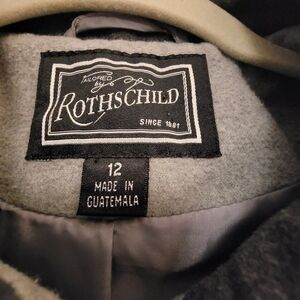 TAILORED
by
ROTHSCHILD
SINCE 1881
12
MADE IN
GUATEMALA